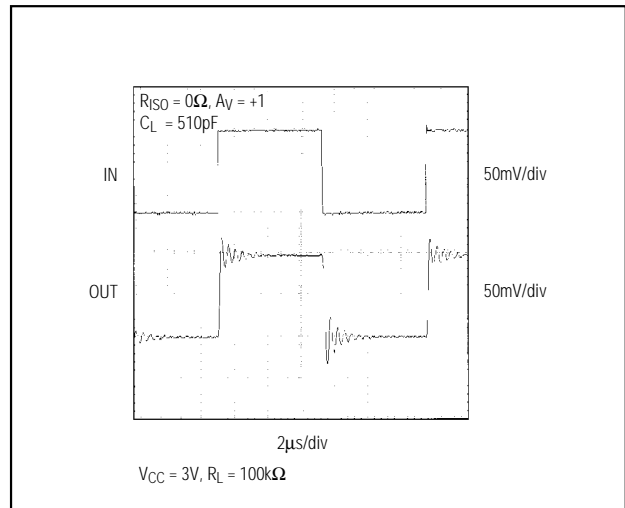 R_ISO = 0Ω, A_V = +1
C_L = 510pF
IN
50mV/div
OUT
50mV/div
2μs/div
V_CC = 3V, R_L = 100kΩ